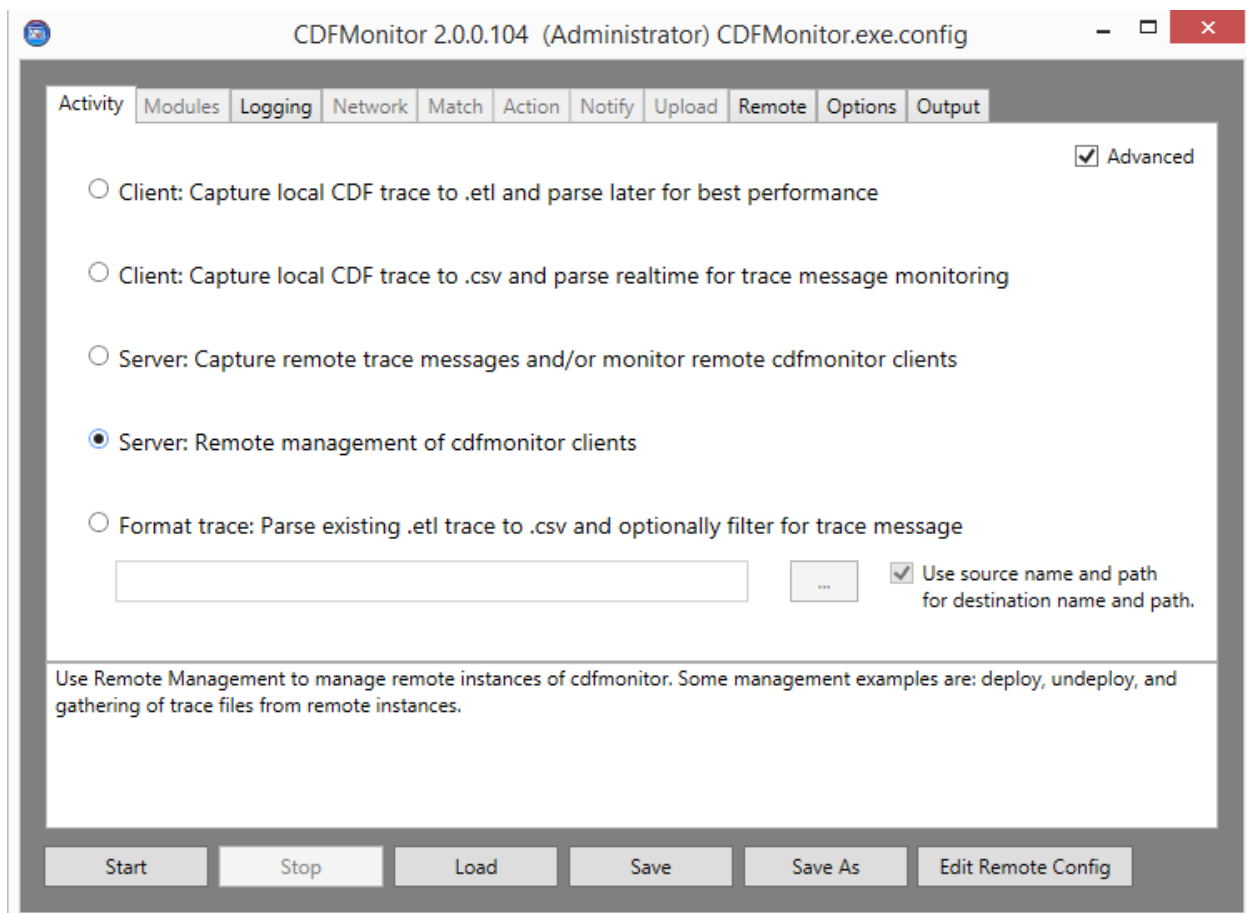 CDFMonitor 2.0.0.104 (Administrator) CDFMonitor.exe.config
Activity Modules Logging Network Match Action Notify Upload Remote Options Output
Advanced
Client: Capture local CDF trace to .etl and parse later for best performance
Client: Capture local CDF trace to .csv and parse realtime for trace message monitoring
Server: Capture remote trace messages and/or monitor remote cdfmonitor clients
Server: Remote management of cdfmonitor clients
Format trace: Parse existing .etl trace to .csv and optionally filter for trace message
... Use source name and path
for destination name and path.
Use Remote Management to manage remote instances of cdfmonitor. Some management examples are: deploy, undeploy, and
gathering of trace files from remote instances.
Start Stop Load Save Save As Edit Remote Config